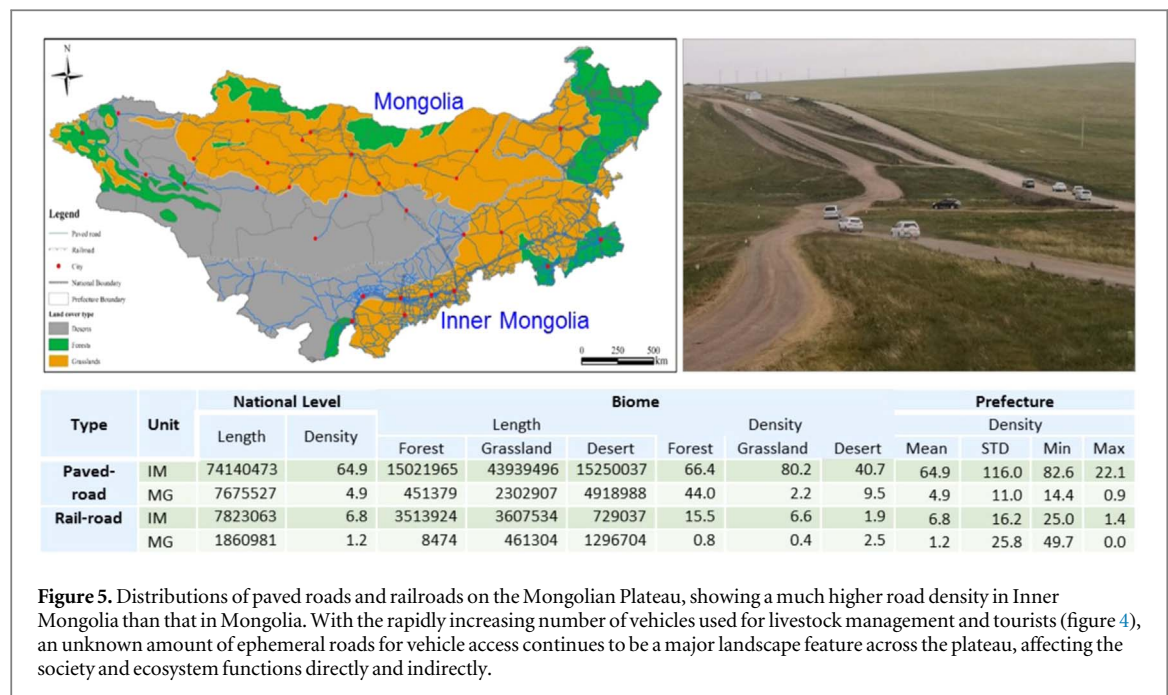 N
Mongolia
Inner Mongolia
Legend
Paved road
Railroad
City
National Boundary
Prefecture Boundary
Land cover type
Deserts
Forests
Grasslands
0 250 500
km
Type Unit National Level Biome Prefecture
Length Density Length Density Density
Forest Grassland Desert Forest Grassland Desert Mean STD Min Max
Paved-road IM 74140473 64.9 15021965 43939496 15250037 66.4 80.2 40.7 64.9 116.0 82.6 22.1
MG 7675527 4.9 451379 2302907 4918988 44.0 2.2 9.5 4.9 11.0 14.4 0.9
Rail-road IM 7823063 6.8 3513924 3607534 729037 15.5 6.6 1.9 6.8 16.2 25.0 1.4
MG 1860981 1.2 8474 461304 1296704 0.8 0.4 2.5 1.2 25.8 49.7 0.0
Figure 5. Distributions of paved roads and railroads on the Mongolian Plateau, showing a much higher road density in Inner
Mongolia than that in Mongolia. With the rapidly increasing number of vehicles used for livestock management and tourists (figure 4),
an unknown amount of ephemeral roads for vehicle access continues to be a major landscape feature across the plateau, affecting the
society and ecosystem functions directly and indirectly.